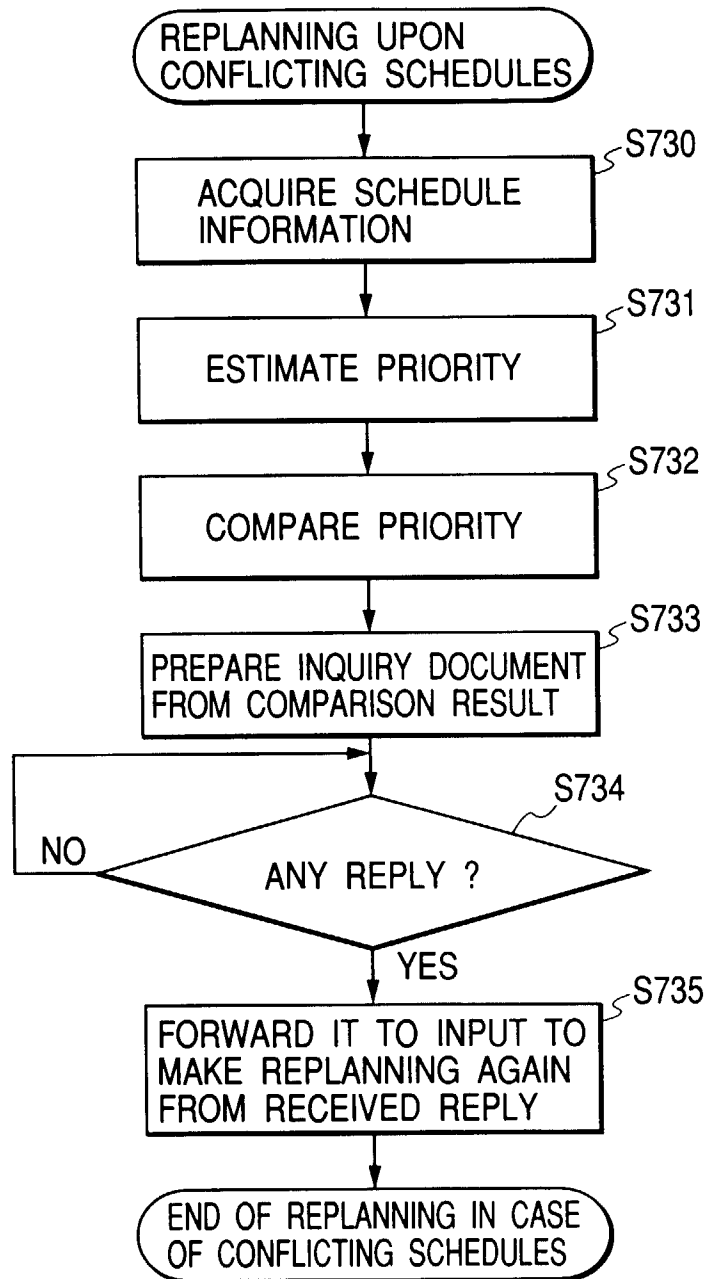 REPLANNING UPON
CONFLICTING SCHEDULES
S730
ACQUIRE SCHEDULE
INFORMATION
S731
ESTIMATE PRIORITY
S732
COMPARE PRIORITY
S733
PREPARE INQUIRY DOCUMENT
FROM COMPARISON RESULT
S734
NO
ANY REPLY ?
YES
S735
FORWARD IT TO INPUT TO
MAKE REPLANNING AGAIN
FROM RECEIVED REPLY
END OF REPLANNING IN CASE
OF CONFLICTING SCHEDULES